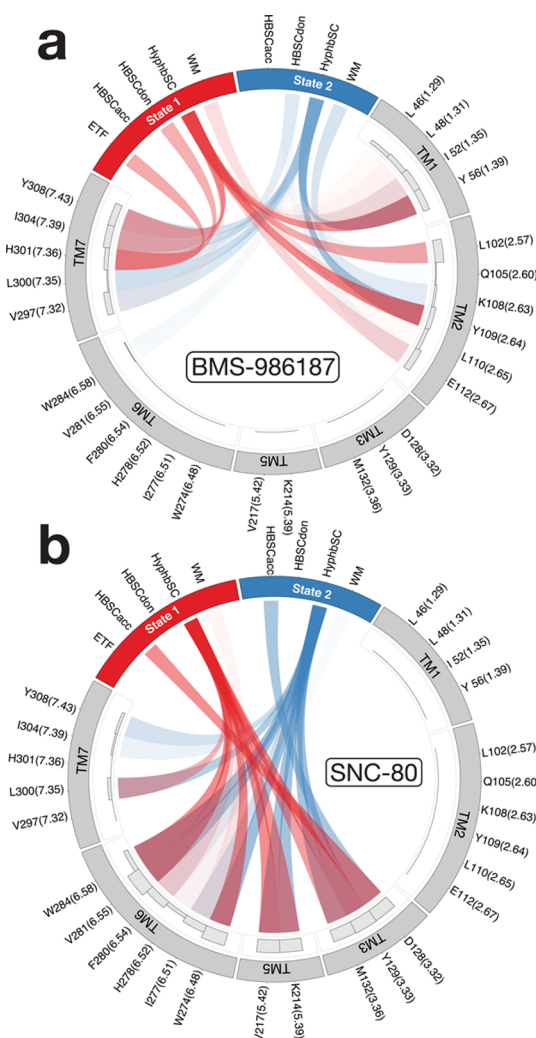 a
HBSCacc
HBSCdon
HyphbSC
WM
State 2
WM
HyphbSC
HBSCdon
HBSCacc
ETF
State 1
L 46(1.29)
L 48(1.31)
I 52(1.35)
Y 56(1.39)
TM1
L102(2.57)
Q105(2.60)
K108(2.63)
Y109(2.64)
L110(2.65)
E112(2.67)
TM2
D128(3.32)
Y129(3.33)
M132(3.36)
TM3
K214(5.39)
V217(5.42)
TM5
W274(6.48)
I277(6.51)
H278(6.52)
F280(6.54)
V281(6.55)
W284(6.58)
TM6
V297(7.32)
L300(7.35)
H301(7.36)
I304(7.39)
Y308(7.43)
TM7
BMS-986187
b
HBSCacc
HBSCdon
HyphbSC
WM
State 2
WM
HyphbSC
HBSCdon
HBSCacc
ETF
State 1
L 46(1.29)
L 48(1.31)
I 52(1.35)
Y 56(1.39)
TM1
L102(2.57)
Q105(2.60)
K108(2.63)
Y109(2.64)
L110(2.65)
E112(2.67)
TM2
D128(3.32)
Y129(3.33)
M132(3.36)
TM3
K214(5.39)
V217(5.42)
TM5
W274(6.48)
I277(6.51)
H278(6.52)
F280(6.54)
V281(6.55)
W284(6.58)
TM6
V297(7.32)
L300(7.35)
H301(7.36)
I304(7.39)
Y308(7.43)
TM7
SNC-80